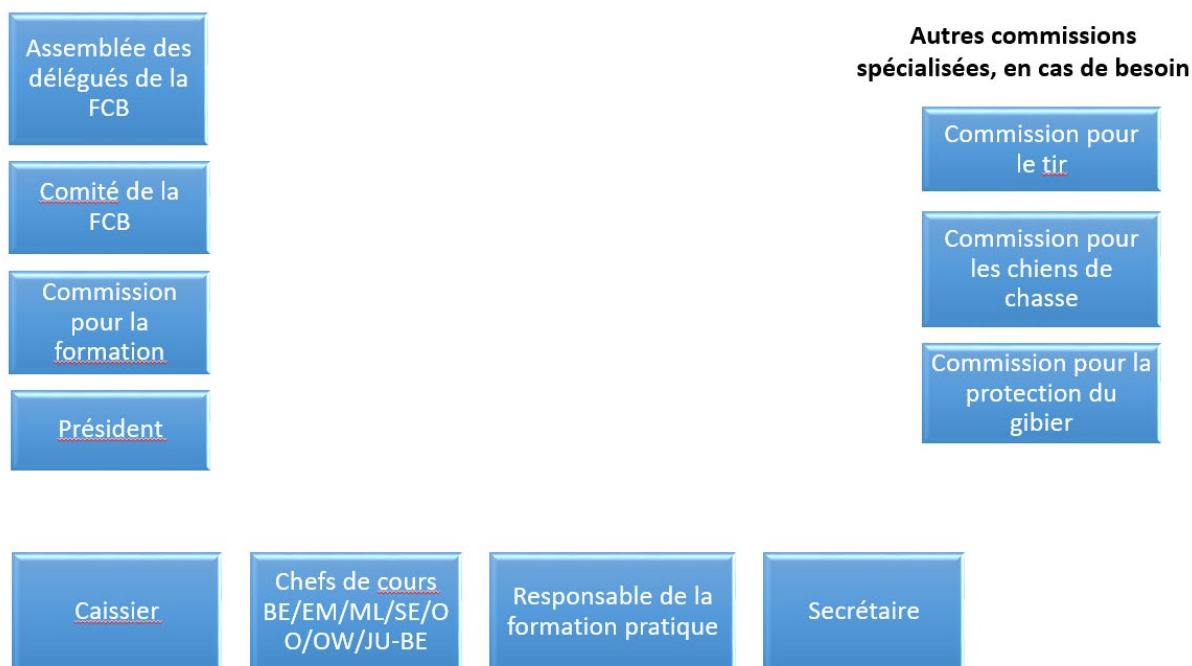 Assemblée des
délégués de la
FCB
Comité de la
FCB
Commission
pour la
formation
Président
Autres commissions
spécialisées, en cas de besoin
Commission pour
le tir
Commission pour
les chiens de
chasse
Commission pour la
protection du
gibier
Caissier
Chefs de cours
BE/EM/ML/SE/O
O/OW/JU-BE
Responsable de la
formation pratique
Secrétaire